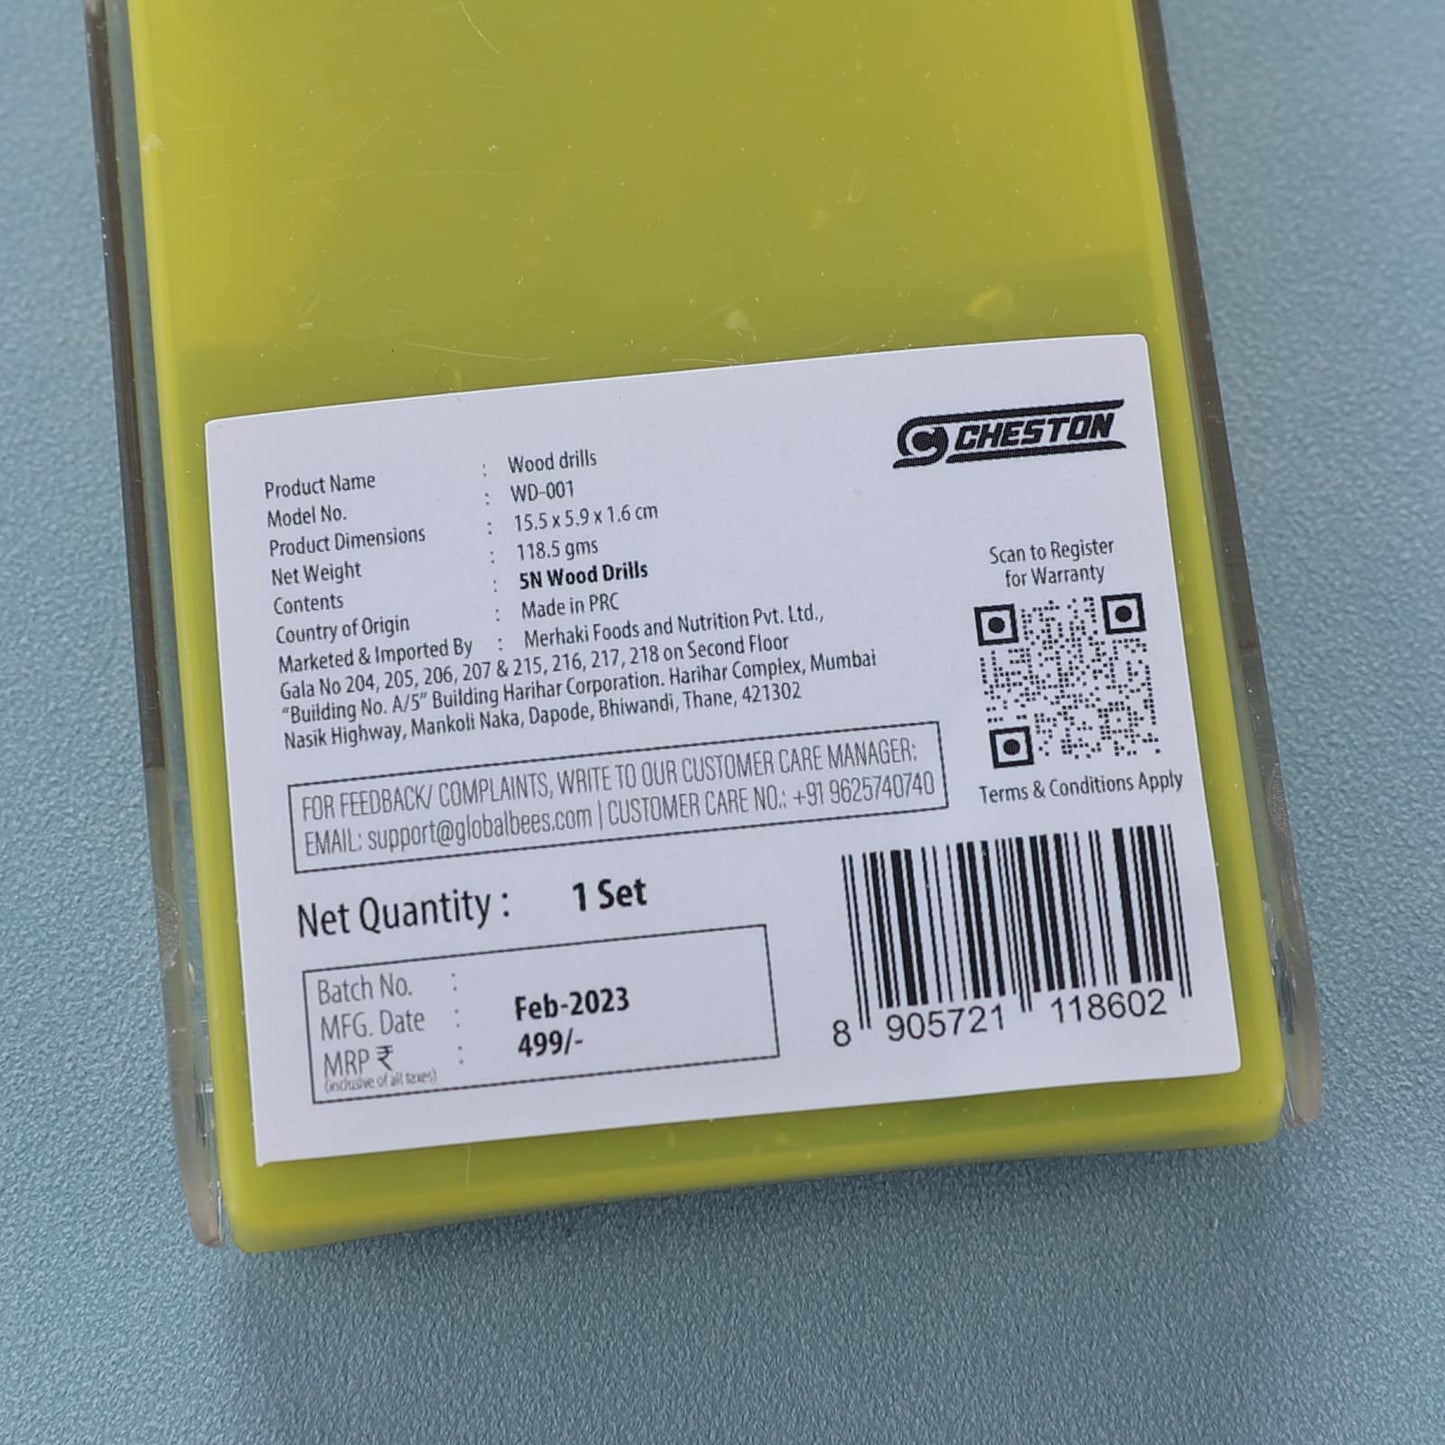 CHESTON
Product Name : Wood drills
Model No. : WD-001
Product Dimensions : 15.5 x 5.9 x 1.6 cm
Net Weight : 118.5 gms
Contents : 5N Wood Drills
Country of Origin : Made in PRC
Marketed & Imported By : Merhaki Foods and Nutrition Pvt. Ltd.,
Gala No 204, 205, 206, 207 & 215, 216, 217, 218 on Second Floor
“Building No. A/5” Building Harihar Corporation. Harihar Complex, Mumbai
Nasik Highway, Mankoli Naka, Dapode, Bhiwandi, Thane, 421302
Scan to Register
for Warranty
Terms & Conditions Apply
FOR FEEDBACK/ COMPLAINTS, WRITE TO OUR CUSTOMER CARE MANAGER:
EMAIL: support@globalbees.com | CUSTOMER CARE NO.: +91 9625740740
Net Quantity : 1 Set
Batch No. :
MFG. Date : Feb-2023
MRP ₹ : 499/-
(inclusive of all taxes)
8 905721 118602